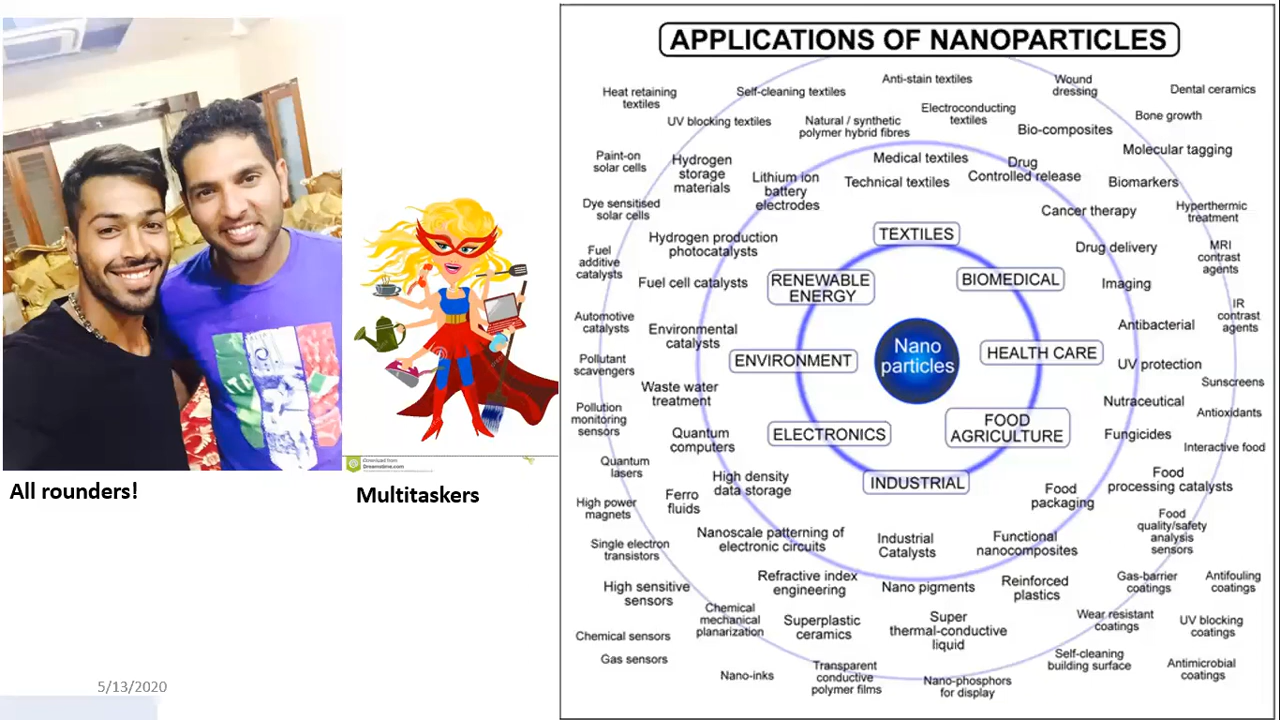 All rounders!
Download from
Dreamstime.com
Multitaskers
5/13/2020
APPLICATIONS OF NANOPARTICLES
Heat retaining
textiles
Self-cleaning textiles
Anti-stain textiles
Wound
dressing
Dental ceramics
UV blocking textiles
Natural / synthetic
polymer hybrid fibres
Electroconducting
textiles
Bio-composites
Bone growth
Paint-on
solar cells
Hydrogen
storage
materials
Lithium ion
battery
electrodes
Medical textiles
Technical textiles
Drug
Controlled release
Molecular tagging
Biomarkers
Dye sensitised
solar cells
Cancer therapy
Hyperthermic
treatment
TEXTILES
Hydrogen production
photocatalysts
Drug delivery
MRI
contrast
agents
Fuel
additive
catalysts
Fuel cell catalysts
RENEWABLE
ENERGY
BIOMEDICAL
Imaging
IR
contrast
agents
Automotive
catalysts
Environmental
catalysts
Antibacterial
Nano
particles
ENVIRONMENT
HEALTH CARE
Pollutant
scavengers
UV protection
Sunscreens
Waste water
treatment
Nutraceutical
Antioxidants
Pollution
monitoring
sensors
Quantum
computers
ELECTRONICS
FOOD
AGRICULTURE
Fungicides
Interactive food
Quantum
lasers
High density
data storage
INDUSTRIAL
Food
packaging
Food
processing catalysts
High power
magnets
Ferro
fluids
Food
quality/safety
analysis
sensors
Single electron
transistors
Nanoscale patterning of
electronic circuits
Industrial
Catalysts
Functional
nanocomposites
High sensitive
sensors
Refractive index
engineering
Nano pigments
Reinforced
plastics
Gas-barrier
coatings
Antifouling
coatings
Chemical sensors
Chemical
mechanical
planarization
Superplastic
ceramics
Super
thermal-conductive
liquid
Wear resistant
coatings
UV blocking
coatings
Gas sensors
Nano-inks
Transparent
conductive
polymer films
Nano-phosphors
for display
Self-cleaning
building surface
Antimicrobial
coatings